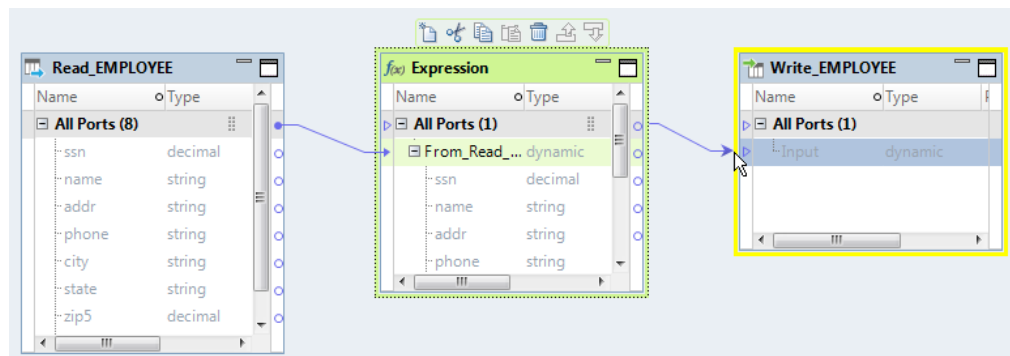 Read_EMPLOYEE
Name Type
All Ports (8)
ssn decimal
name string
addr string
phone string
city string
state string
zip5 decimal
f(x) Expression
Name Type
All Ports (1)
From_Read_... dynamic
ssn decimal
name string
addr string
phone string
Write_EMPLOYEE
Name Type
All Ports (1)
Input dynamic